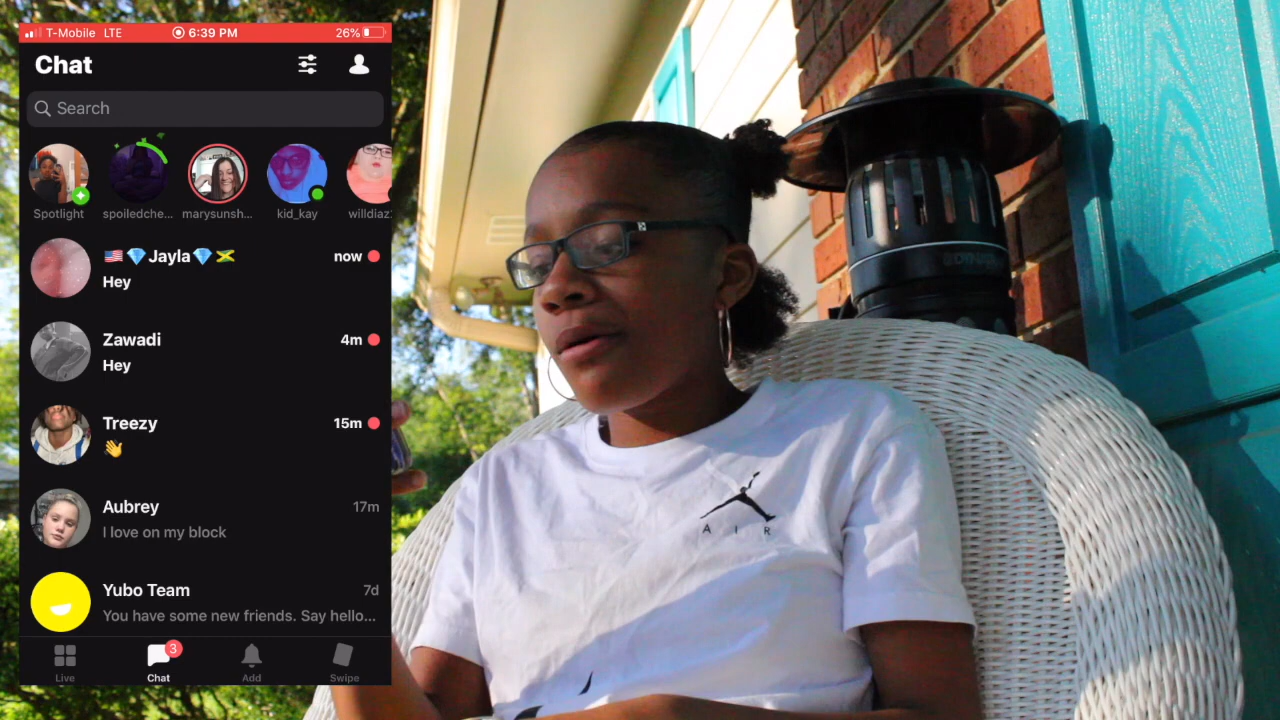 T-Mobile LTE 6:39 PM 26%
Chat
Search
Spotlight spoiledche... marysunsh... kid_kay willdiaz
🇺🇸💎Jayla💎🇯🇲 now
Hey
Zawadi 4m
Hey
Treezy 15m
👋
Aubrey 17m
I love on my block
Yubo Team 7d
You have some new friends. Say hello...
3
Live Chat Add Swipe
AIR